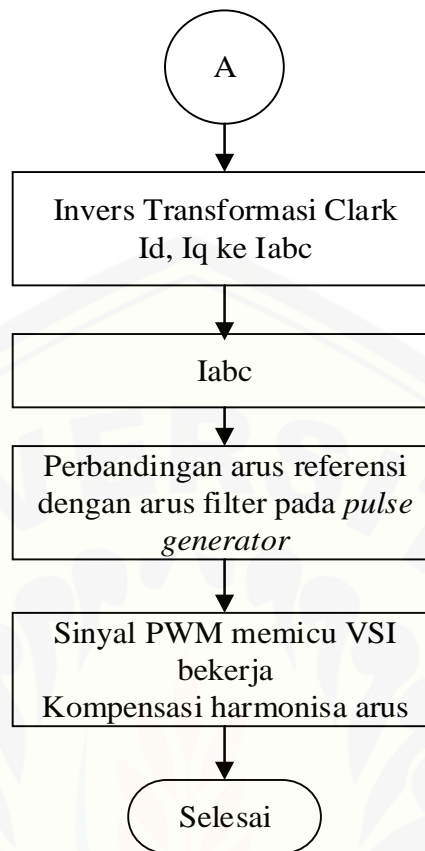 A
Invers Transformasi Clark
Id, Iq ke Iabc
Iabc
Perbandingan arus referensi
dengan arus filter pada pulse
generator
Sinyal PWM memicu VSI
bekerja
Kompensasi harmonisa arus
Selesai